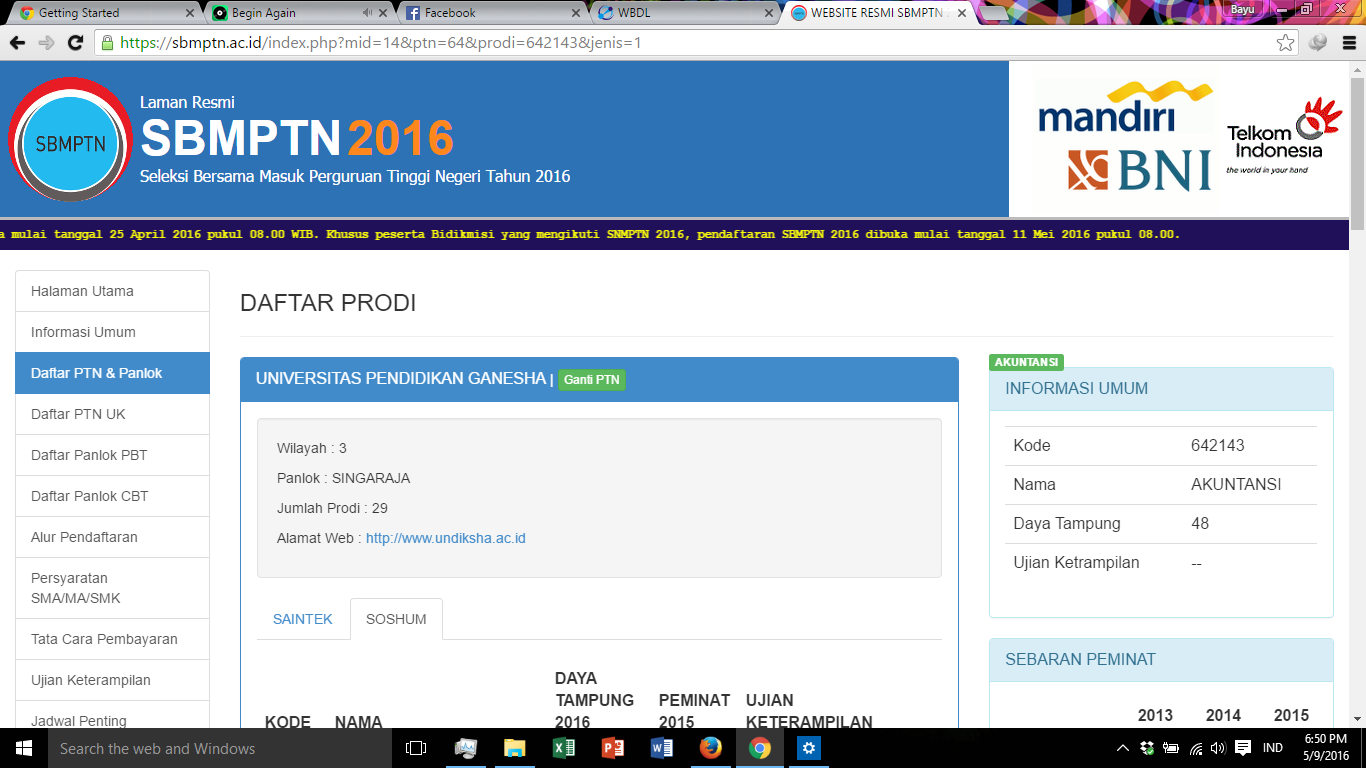 Getting Started
Begin Again
Facebook
WBDL
WEBSITE RESMI SBMPTN
Bayu
https://sbmptn.ac.id/index.php?mid=14&ptn=64&prodi=642143&jenis=1
SBMPTN
Laman Resmi
SBMPTN 2016
Seleksi Bersama Masuk Perguruan Tinggi Negeri Tahun 2016
mandiri
BNI
Telkom
Indonesia
the world in your hand
a mulai tanggal 25 April 2016 pukul 08.00 WIB. Khusus peserta Bidikmisi yang mengikuti SNMPTN 2016, pendaftaran SBMPTN 2016 dibuka mulai tanggal 11 Mei 2016 pukul 08.00.
Halaman Utama
Informasi Umum
Daftar PTN & Panlok
Daftar PTN UK
Daftar Panlok PBT
Daftar Panlok CBT
Alur Pendaftaran
Persyaratan
SMA/MA/SMK
Tata Cara Pembayaran
Ujian Keterampilan
Jadwal Penting
DAFTAR PRODI
UNIVERSITAS PENDIDIKAN GANESHA | Ganti PTN
Wilayah : 3
Panlok : SINGARAJA
Jumlah Prodi : 29
Alamat Web : http://www.undiksha.ac.id
SAINTEK
SOSHUM
KODE
NAMA
DAYA
TAMPUNG
2016
PEMINAT
2015
UJIAN
KETERAMPILAN
AKUNTANSI
INFORMASI UMUM
Kode 642143
Nama AKUNTANSI
Daya Tampung 48
Ujian Ketrampilan --
SEBARAN PEMINAT
2013 2014 2015
Search the web and Windows
IND
6:50 PM
5/9/2016